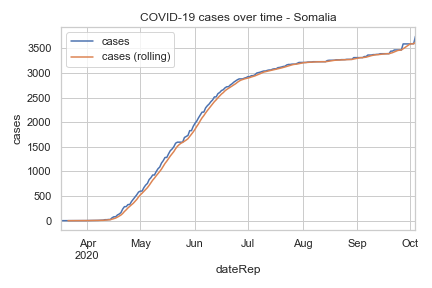 COVID-19 cases over time - Somalia
cases
cases (rolling)
cases
3500
3000
2500
2000
1500
1000
500
0
Apr
2020
May
Jun
Jul
Aug
Sep
Oct
dateRep